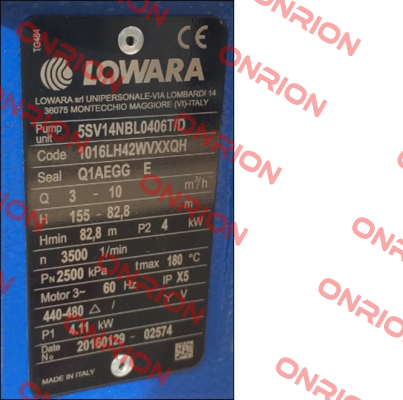 TG484
CE
LOWARA
LOWARA srl UNIPERSONALE-VIA LOMBARDI 14
36075 MONTECCHIO MAGGIORE (VI)-ITALY
Pump unit 5SV14NBL0406T/D
Code 1016LH42WVXXQH
Seal Q1AEGG E
Q 3 - 10 m³/h
H 155 - 82,8 m
Hmin 82,8 m P2 4 kW
n 3500 1/min
PN 2500 kPa tmax 180 °C
Motor 3~ 60 Hz IP X5
440-480 △ / V
P1 4.11 kW
Date No 20160129 - 02574
MADE IN ITALY
ONRION
ONRION
ONRION
ONRION
ONRION
ONRION
ONRION